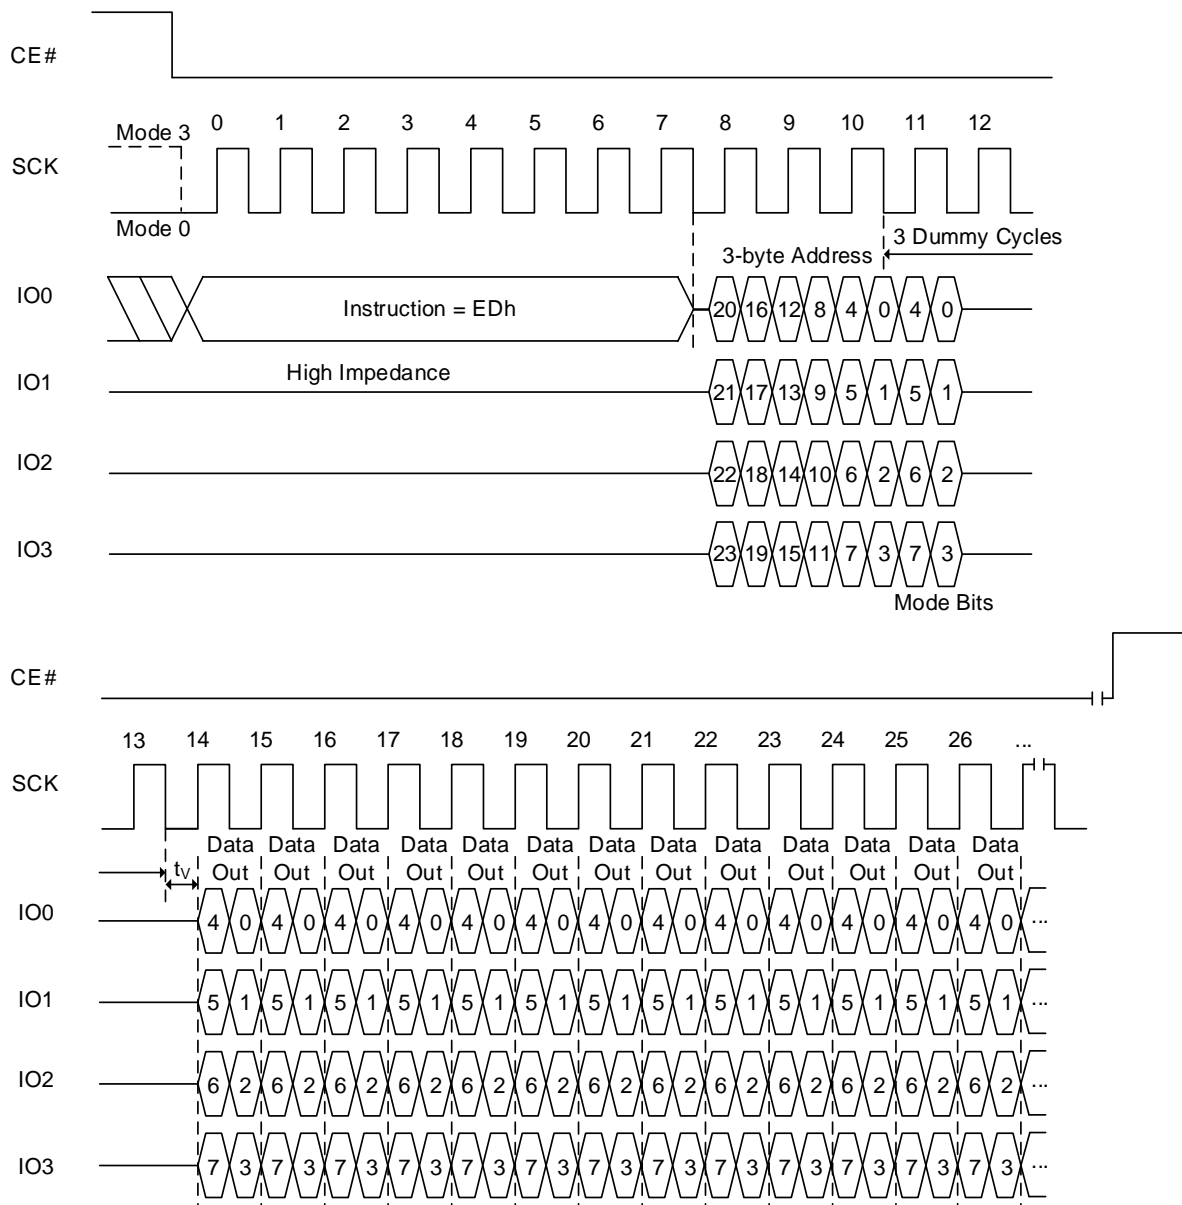 CE#
0 1 2 3 4 5 6 7 8 9 10 11 12
Mode 3
SCK
Mode 0
3 Dummy Cycles
3-byte Address
IO0
Instruction = EDh
20 16 12 8 4 0 4 0
High Impedance
IO1
21 17 13 9 5 1 5 1
IO2
22 18 14 10 6 2 6 2
IO3
23 19 15 11 7 3 7 3
Mode Bits
CE#
13 14 15 16 17 18 19 20 21 22 23 24 25 26 ...
SCK
Data Data Data Data Data Data Data Data Data Data Data Data Data
tV Out Out Out Out Out Out Out Out Out Out Out Out Out
IO0 4 0 4 0 4 0 4 0 4 0 4 0 4 0 4 0 4 0 4 0 4 0 4 0 4 0 ...
IO1 5 1 5 1 5 1 5 1 5 1 5 1 5 1 5 1 5 1 5 1 5 1 5 1 5 1 ...
IO2 6 2 6 2 6 2 6 2 6 2 6 2 6 2 6 2 6 2 6 2 6 2 6 2 6 2 ...
IO3 7 3 7 3 7 3 7 3 7 3 7 3 7 3 7 3 7 3 7 3 7 3 7 3 7 3 ...